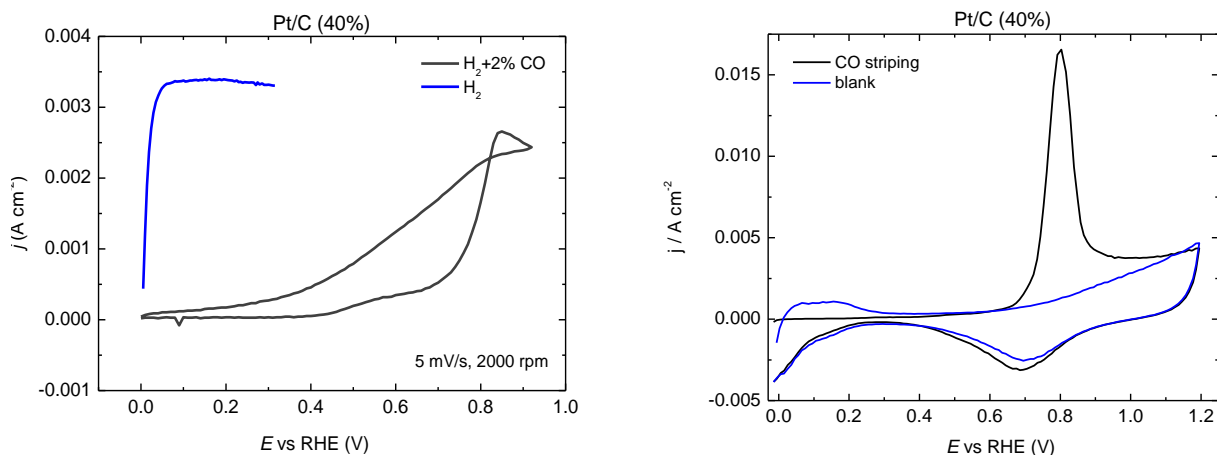 Pt/C (40%)
0.004
0.003
0.002
0.001
0.000
-0.001
j (A cm⁻²)
H₂+2% CO
H₂
5 mV/s, 2000 rpm
0.0 0.2 0.4 0.6 0.8 1.0
E vs RHE (V)
Pt/C (40%)
0.015
0.010
0.005
0.000
-0.005
j / A cm⁻²
CO striping
blank
0.0 0.2 0.4 0.6 0.8 1.0 1.2
E vs RHE (V)